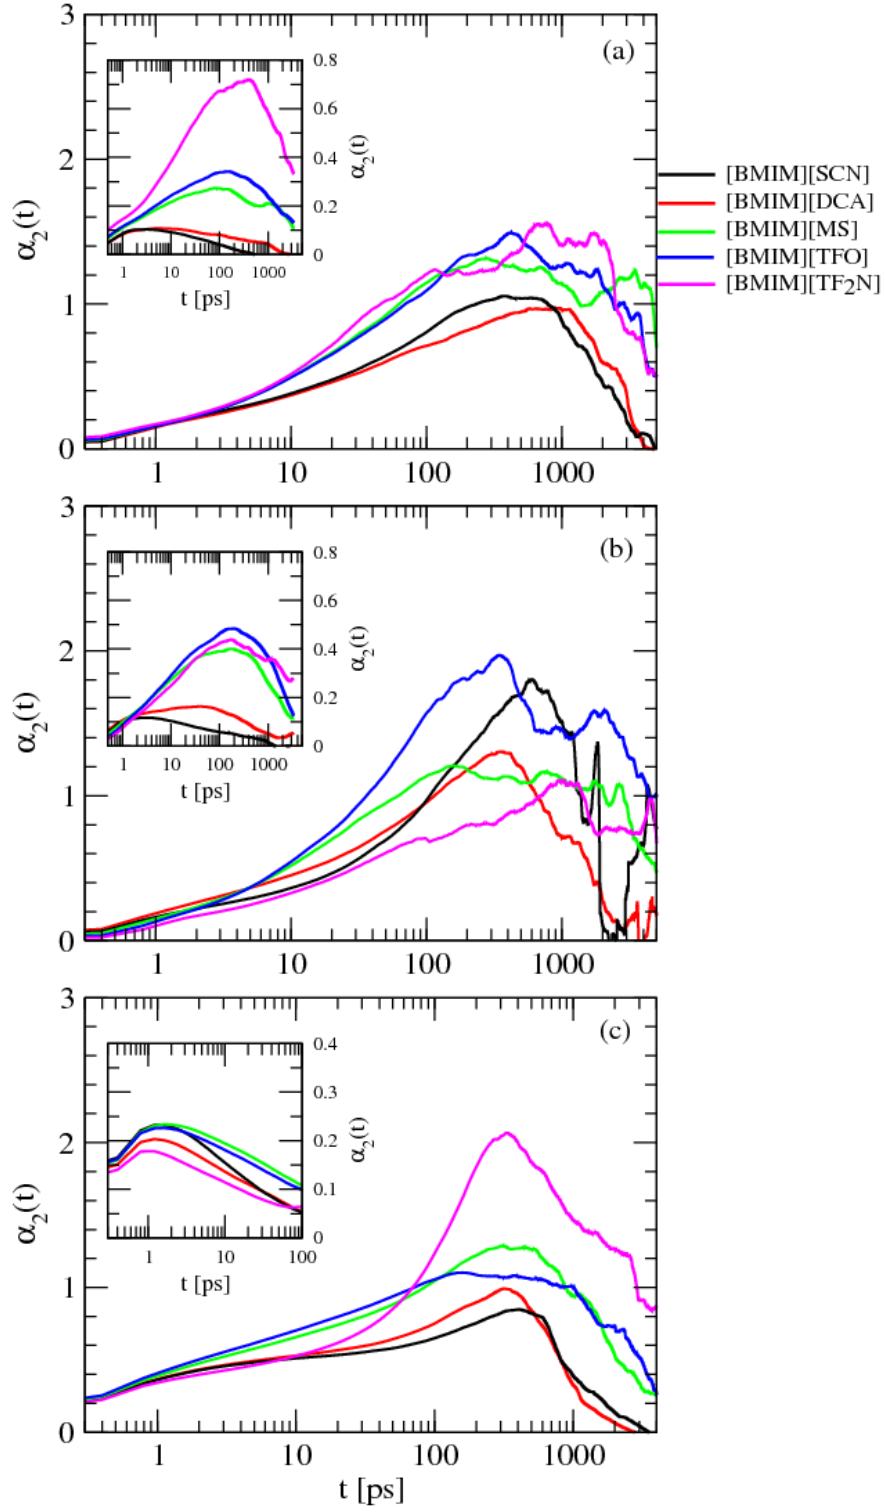 3
(a)
0.8
0.6
0.4
0.2
0
α₂(t)
1 10 100 1000
t [ps]
2
α₂(t)
1
0
1 10 100 1000
[BMIM][SCN]
[BMIM][DCA]
[BMIM][MS]
[BMIM][TFO]
[BMIM][TF₂N]
3
(b)
0.8
0.6
0.4
0.2
0
α₂(t)
1 10 100 1000
t [ps]
2
α₂(t)
1
0
1 10 100 1000
3
(c)
0.4
0.3
0.2
0.1
0
α₂(t)
1 10 100
t [ps]
2
α₂(t)
1
0
1 10 100 1000
t [ps]